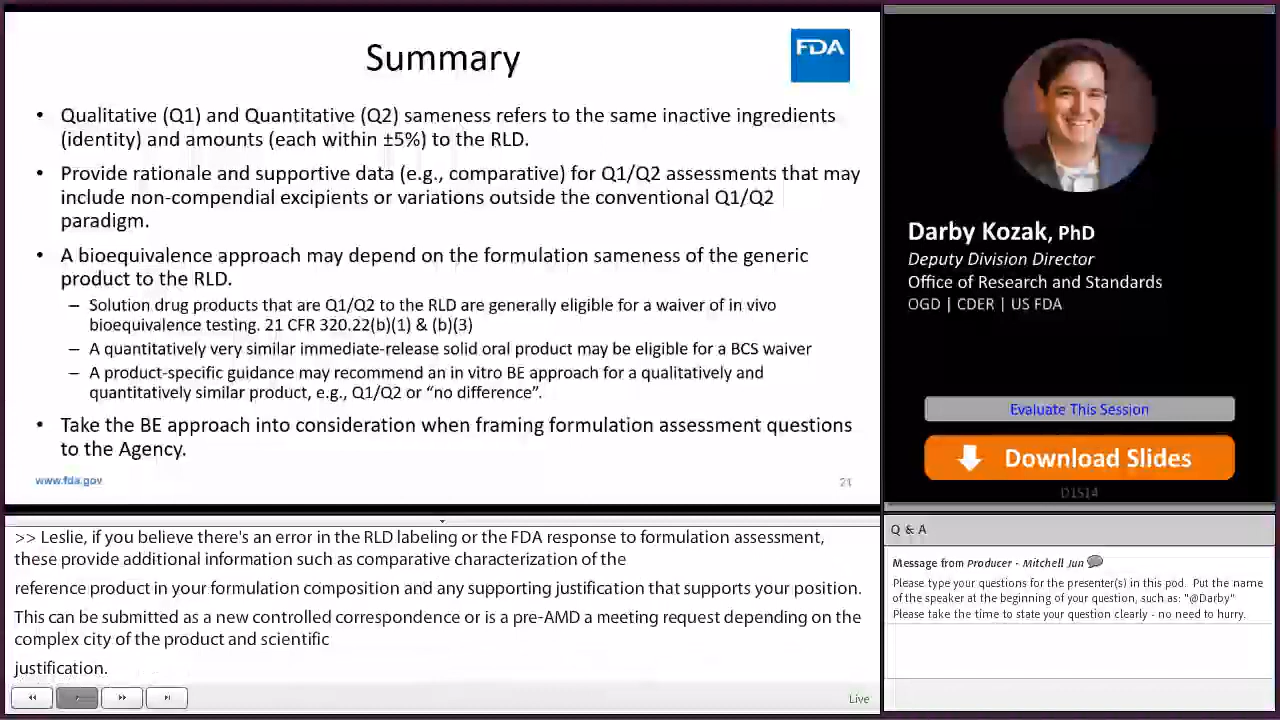 Summary
FDA
• Qualitative (Q1) and Quantitative (Q2) sameness refers to the same inactive ingredients
(identity) and amounts (each within ±5%) to the RLD.
• Provide rationale and supportive data (e.g., comparative) for Q1/Q2 assessments that may
include non-compendial excipients or variations outside the conventional Q1/Q2
paradigm.
• A bioequivalence approach may depend on the formulation sameness of the generic
product to the RLD.
– Solution drug products that are Q1/Q2 to the RLD are generally eligible for a waiver of in vivo
bioequivalence testing. 21 CFR 320.22(b)(1) & (b)(3)
– A quantitatively very similar immediate-release solid oral product may be eligible for a BCS waiver
– A product-specific guidance may recommend an in vitro BE approach for a qualitatively and
quantitatively similar product, e.g., Q1/Q2 or “no difference”.
• Take the BE approach into consideration when framing formulation assessment questions
to the Agency.
www.fda.gov
21
Darby Kozak, PhD
Deputy Division Director
Office of Research and Standards
OGD | CDER | US FDA
Evaluate This Session
Download Slides
D1S14
>> Leslie, if you believe there's an error in the RLD labeling or the FDA response to formulation assessment,
these provide additional information such as comparative characterization of the
reference product in your formulation composition and any supporting justification that supports your position.
This can be submitted as a new controlled correspondence or is a pre-AMD a meeting request depending on the
complex city of the product and scientific
justification.
Live
Q & A
Message from Producer - Mitchell Jun
Please type your questions for the presenter(s) in this pod. Put the name
of the speaker at the beginning of your question, such as: "@Darby"
Please take the time to state your question clearly - no need to hurry.